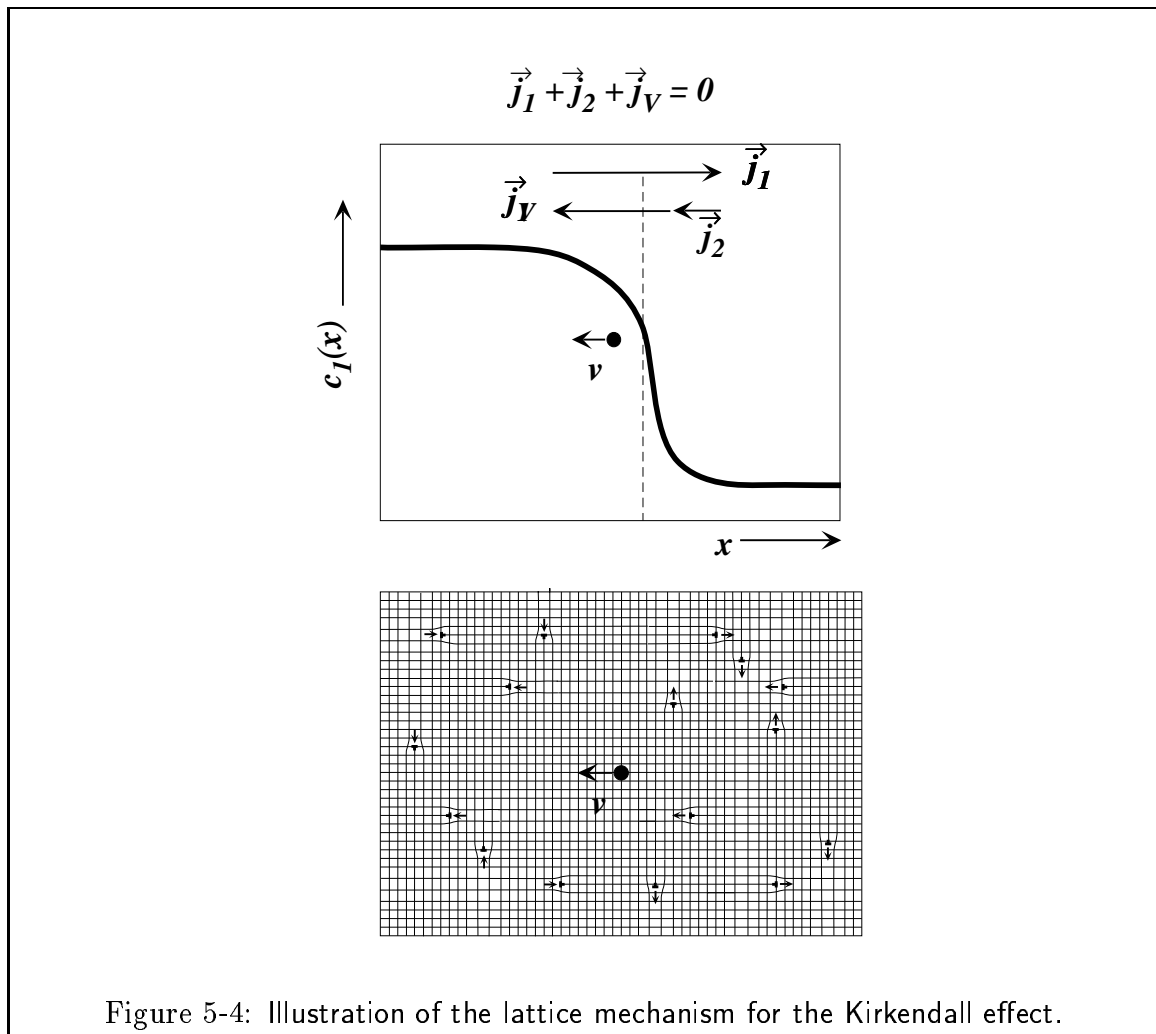 j⃗₁ + j⃗₂ + j⃗V = 0
j⃗₁
j⃗V
j⃗₂
c₁(x)
v
x
v
Figure 5-4: Illustration of the lattice mechanism for the Kirkendall effect.